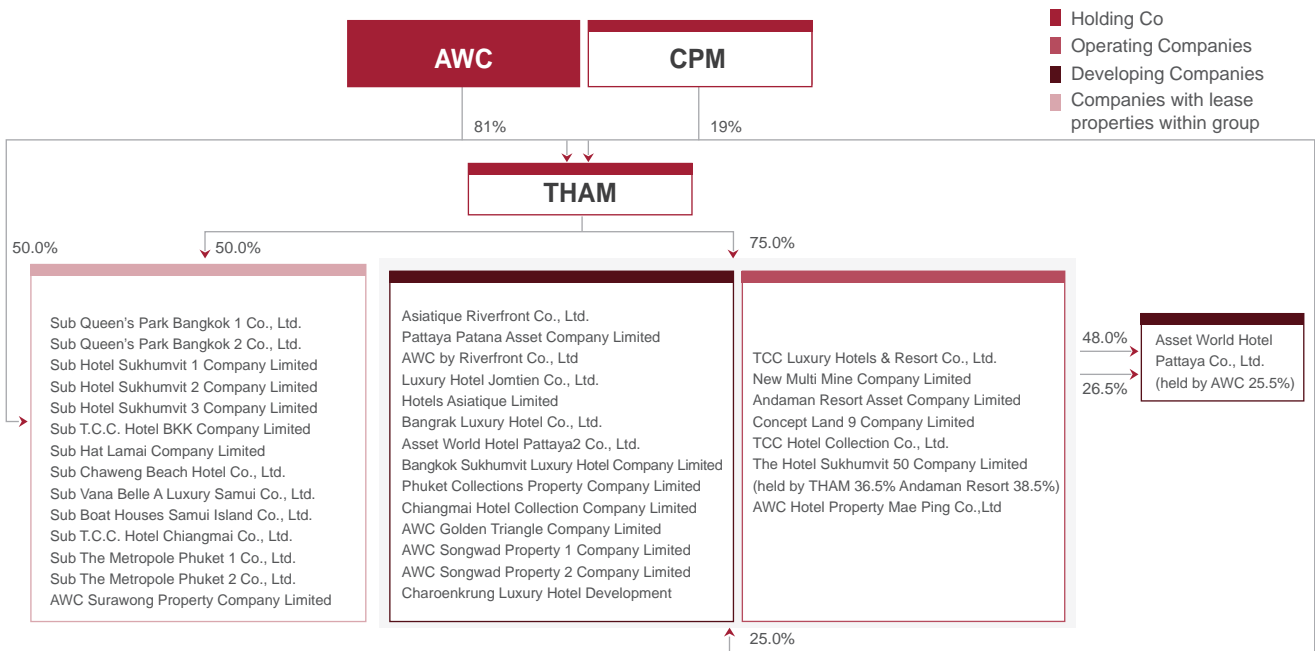 AWC
CPM
Holding Co
Operating Companies
Developing Companies
Companies with lease
properties within group
81%
19%
THAM
50.0%
50.0%
75.0%
Sub Queen's Park Bangkok 1 Co., Ltd.
Sub Queen's Park Bangkok 2 Co., Ltd.
Sub Hotel Sukhumvit 1 Company Limited
Sub Hotel Sukhumvit 2 Company Limited
Sub Hotel Sukhumvit 3 Company Limited
Sub T.C.C. Hotel BKK Company Limited
Sub Hat Lamai Company Limited
Sub Chaweng Beach Hotel Co., Ltd.
Sub Vana Belle A Luxury Samui Co., Ltd.
Sub Boat Houses Samui Island Co., Ltd.
Sub T.C.C. Hotel Chiangmai Co., Ltd.
Sub The Metropole Phuket 1 Co., Ltd.
Sub The Metropole Phuket 2 Co., Ltd.
AWC Surawong Property Company Limited
Asiatique Riverfront Co., Ltd.
Pattaya Patana Asset Company Limited
AWC by Riverfront Co., Ltd
Luxury Hotel Jomtien Co., Ltd.
Hotels Asiatique Limited
Bangrak Luxury Hotel Co., Ltd.
Asset World Hotel Pattaya2 Co., Ltd.
Bangkok Sukhumvit Luxury Hotel Company Limited
Phuket Collections Property Company Limited
Chiangmai Hotel Collection Company Limited
AWC Golden Triangle Company Limited
AWC Songwad Property 1 Company Limited
AWC Songwad Property 2 Company Limited
Charoenkrung Luxury Hotel Development
TCC Luxury Hotels & Resort Co., Ltd.
New Multi Mine Company Limited
Andaman Resort Asset Company Limited
Concept Land 9 Company Limited
TCC Hotel Collection Co., Ltd.
The Hotel Sukhumvit 50 Company Limited
(held by THAM 36.5% Andaman Resort 38.5%)
AWC Hotel Property Mae Ping Co.,Ltd
48.0%
26.5%
Asset World Hotel
Pattaya Co., Ltd.
(held by AWC 25.5%)
25.0%